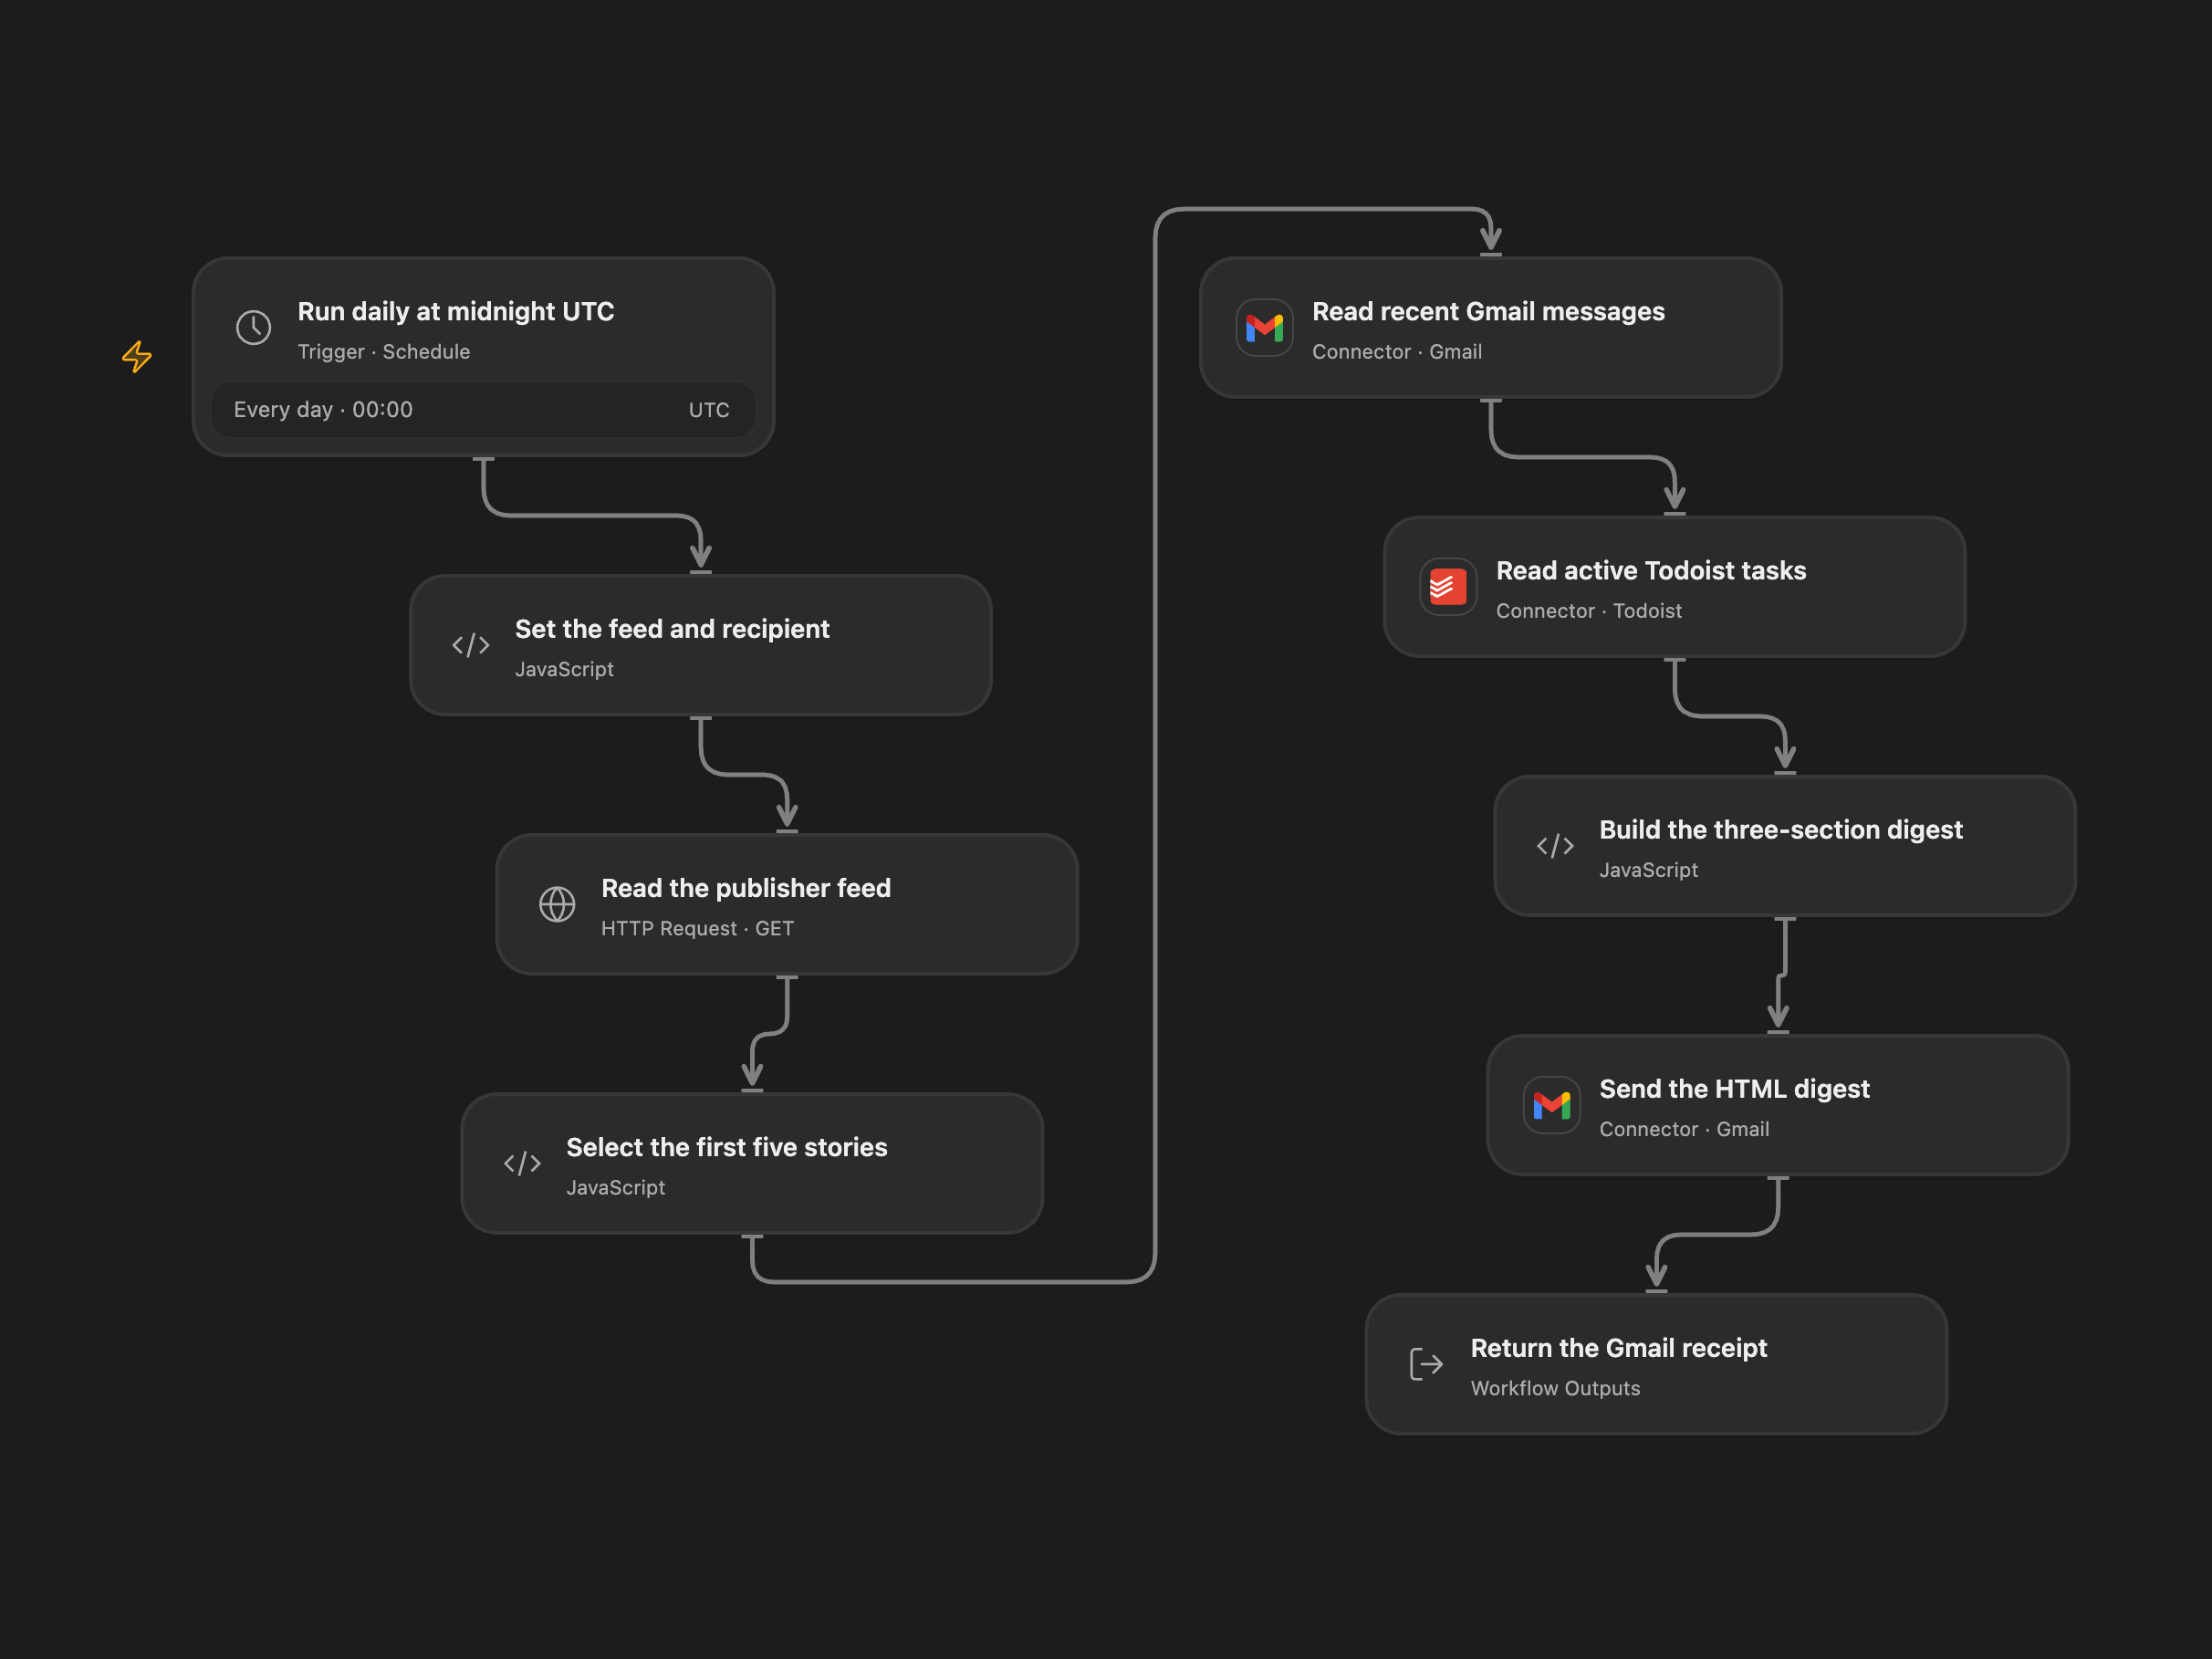 Run daily at midnight UTC
Trigger · Schedule
Every day · 00:00
UTC
Set the feed and recipient
JavaScript
Read the publisher feed
HTTP Request · GET
Select the first five stories
JavaScript
Read recent Gmail messages
Connector · Gmail
Read active Todoist tasks
Connector · Todoist
Build the three-section digest
JavaScript
Send the HTML digest
Connector · Gmail
Return the Gmail receipt
Workflow Outputs